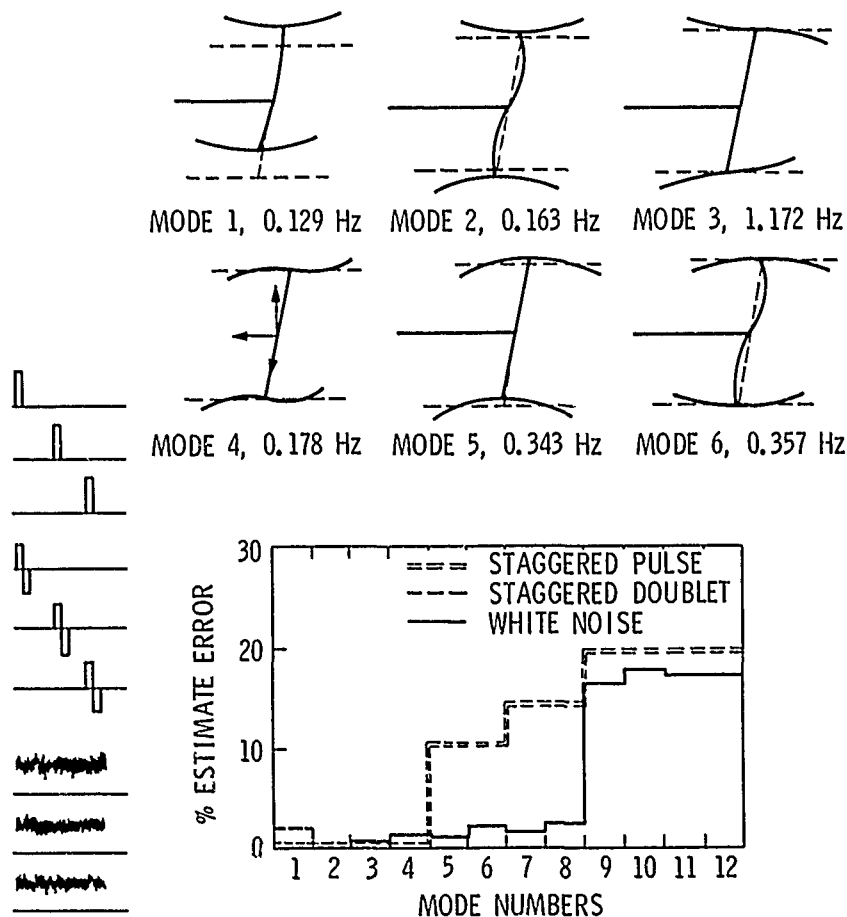 MODE 1, 0.129 Hz
MODE 2, 0.163 Hz
MODE 3, 1.172 Hz
MODE 4, 0.178 Hz
MODE 5, 0.343 Hz
MODE 6, 0.357 Hz
30
20
10
0
% ESTIMATE ERROR
STAGGERED PULSE
STAGGERED DOUBLET
WHITE NOISE
1 2 3 4 5 6 7 8 9 10 11 12
MODE NUMBERS